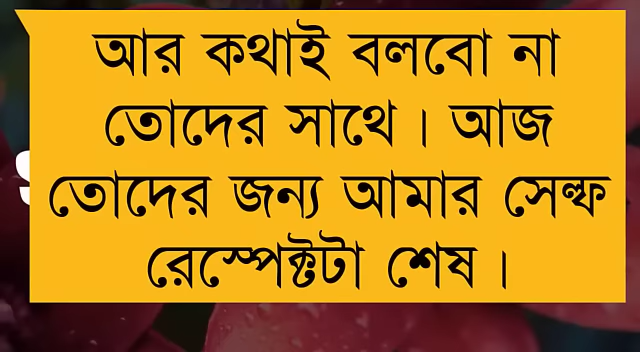 আর কথাই বলবো না
তোদের সাথে । আজ
তোদের জন্য আমার সেল্ফ
রেস্পেক্টটা শেষ ।